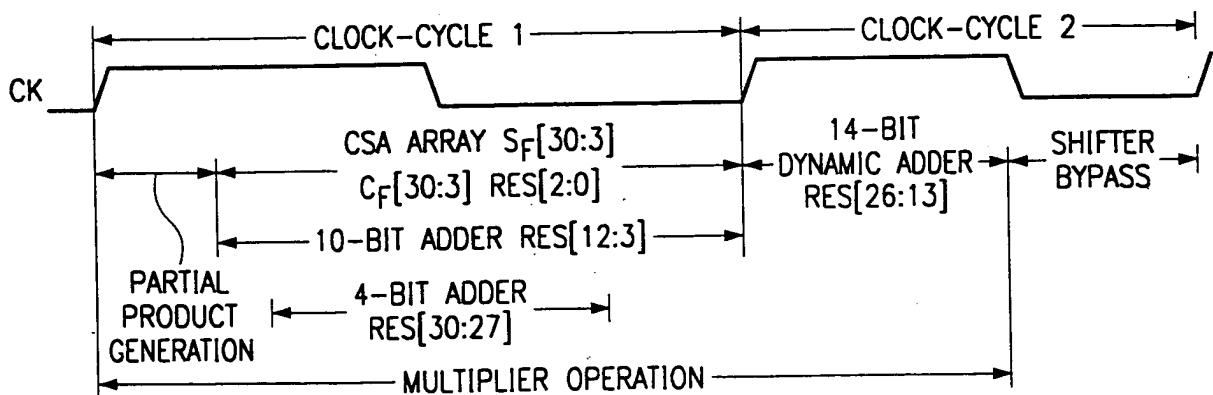 CLOCK-CYCLE 1
CLOCK-CYCLE 2
CK
CSA ARRAY SF[30:3]
CF[30:3] RES[2:0]
14-BIT
DYNAMIC ADDER
RES[26:13]
SHIFTER
BYPASS
10-BIT ADDER RES[12:3]
PARTIAL
PRODUCT
GENERATION
4-BIT ADDER
RES[30:27]
MULTIPLIER OPERATION